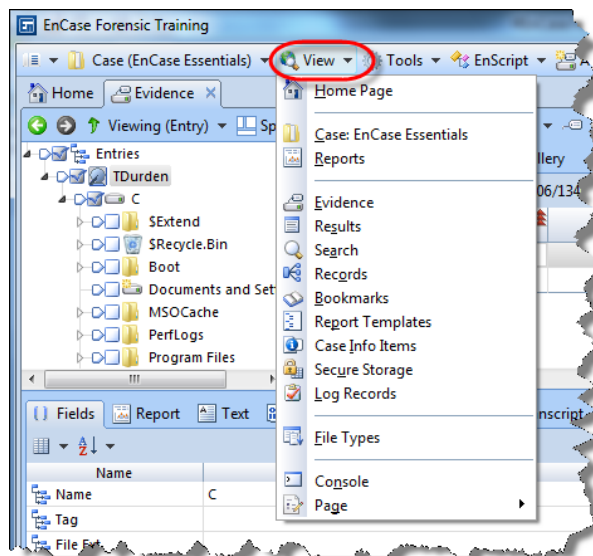 EnCase Forensic Training
Case (EnCase Essentials) View Tools EnScript
Home Evidence
Viewing (Entry)
Entries
TDurden
C
$Extend
$Recycle.Bin
Boot
Documents and
MSOCache
PerfLogs
Program Files
Home Page
Case: EnCase Essentials
Reports
Evidence
Results
Search
Records
Bookmarks
Report Templates
Case Info Items
Secure Storage
Log Records
File Types
Console
Page
llery
06/134
Fields Report Text
nscript
Name
Name C
Tag
File Ext